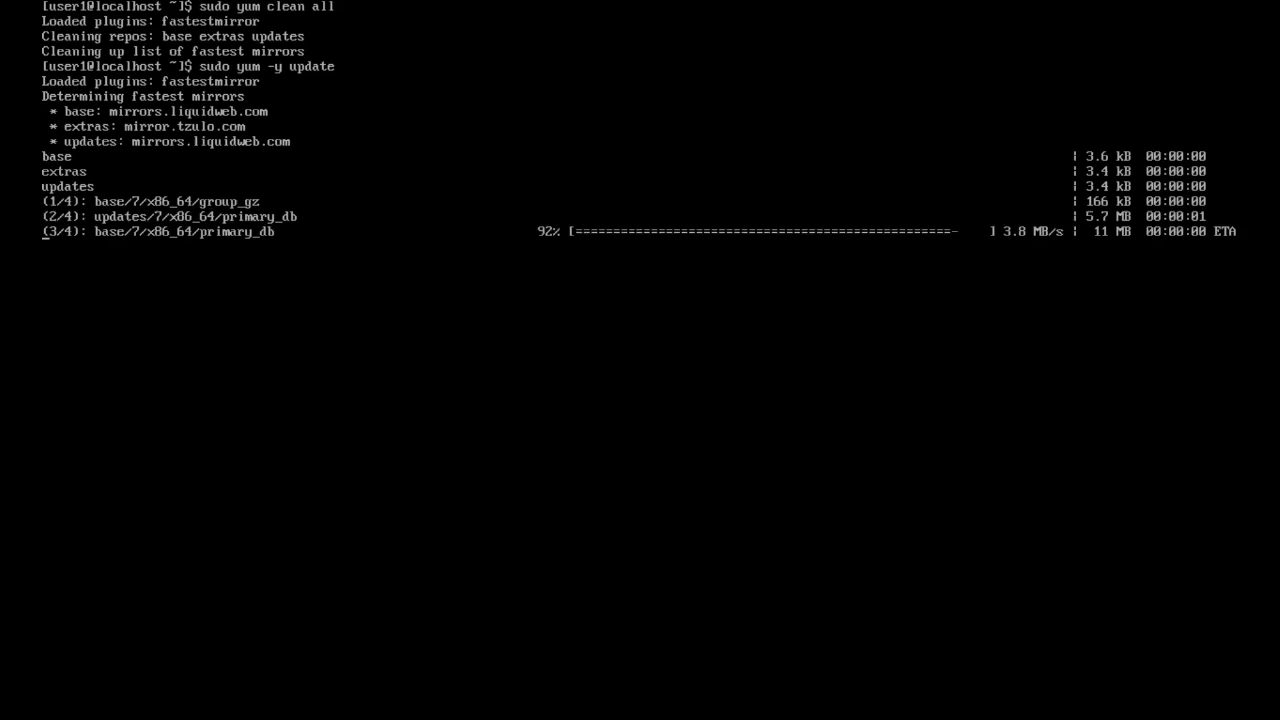 [user1@localhost ~]$ sudo yum clean all
Loaded plugins: fastestmirror
Cleaning repos: base extras updates
Cleaning up list of fastest mirrors
[user1@localhost ~]$ sudo yum -y update
Loaded plugins: fastestmirror
Determining fastest mirrors
 * base: mirrors.liquidweb.com
 * extras: mirror.tzulo.com
 * updates: mirrors.liquidweb.com
base | 3.6 kB 00:00:00
extras | 3.4 kB 00:00:00
updates | 3.4 kB 00:00:00
(1/4): base/7/x86_64/group_gz | 166 kB 00:00:00
(2/4): updates/7/x86_64/primary_db | 5.7 MB 00:00:01
(3/4): base/7/x86_64/primary_db 92% [==================================================- ] 3.8 MB/s | 11 MB 00:00:00 ETA